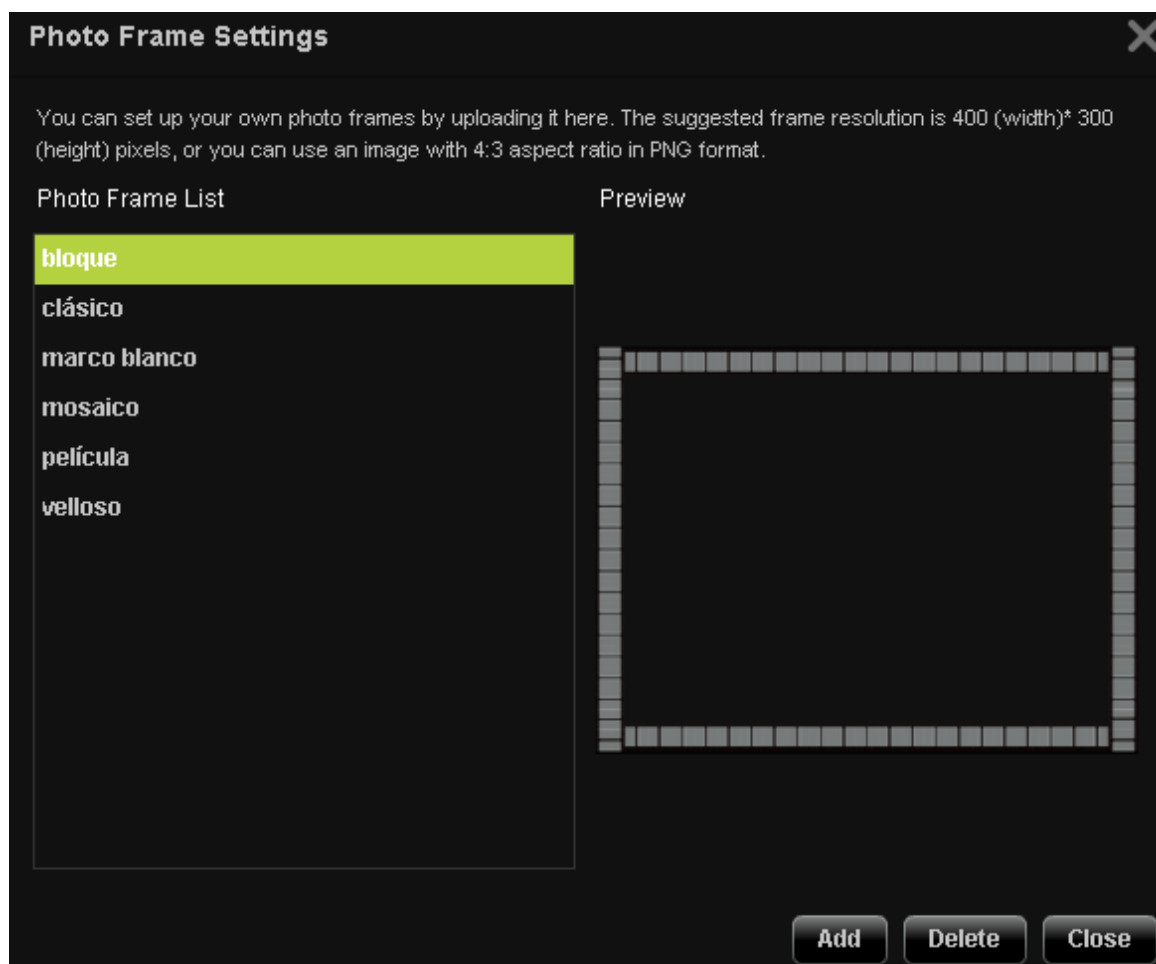 Photo Frame Settings
You can set up your own photo frames by uploading it here. The suggested frame resolution is 400 (width)* 300
(height) pixels, or you can use an image with 4:3 aspect ratio in PNG format.
Photo Frame List
Preview
bloque
clásico
marco blanco
mosaico
película
velloso
Add
Delete
Close